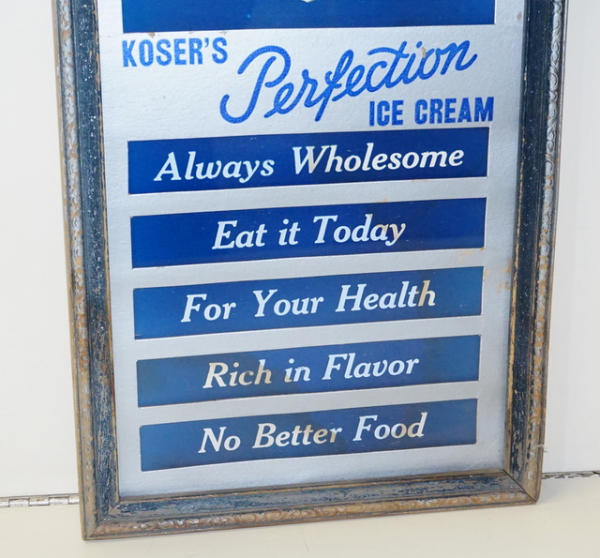 KOSER'S
Perfection
ICE CREAM
Always Wholesome
Eat it Today
For Your Health
Rich in Flavor
No Better Food